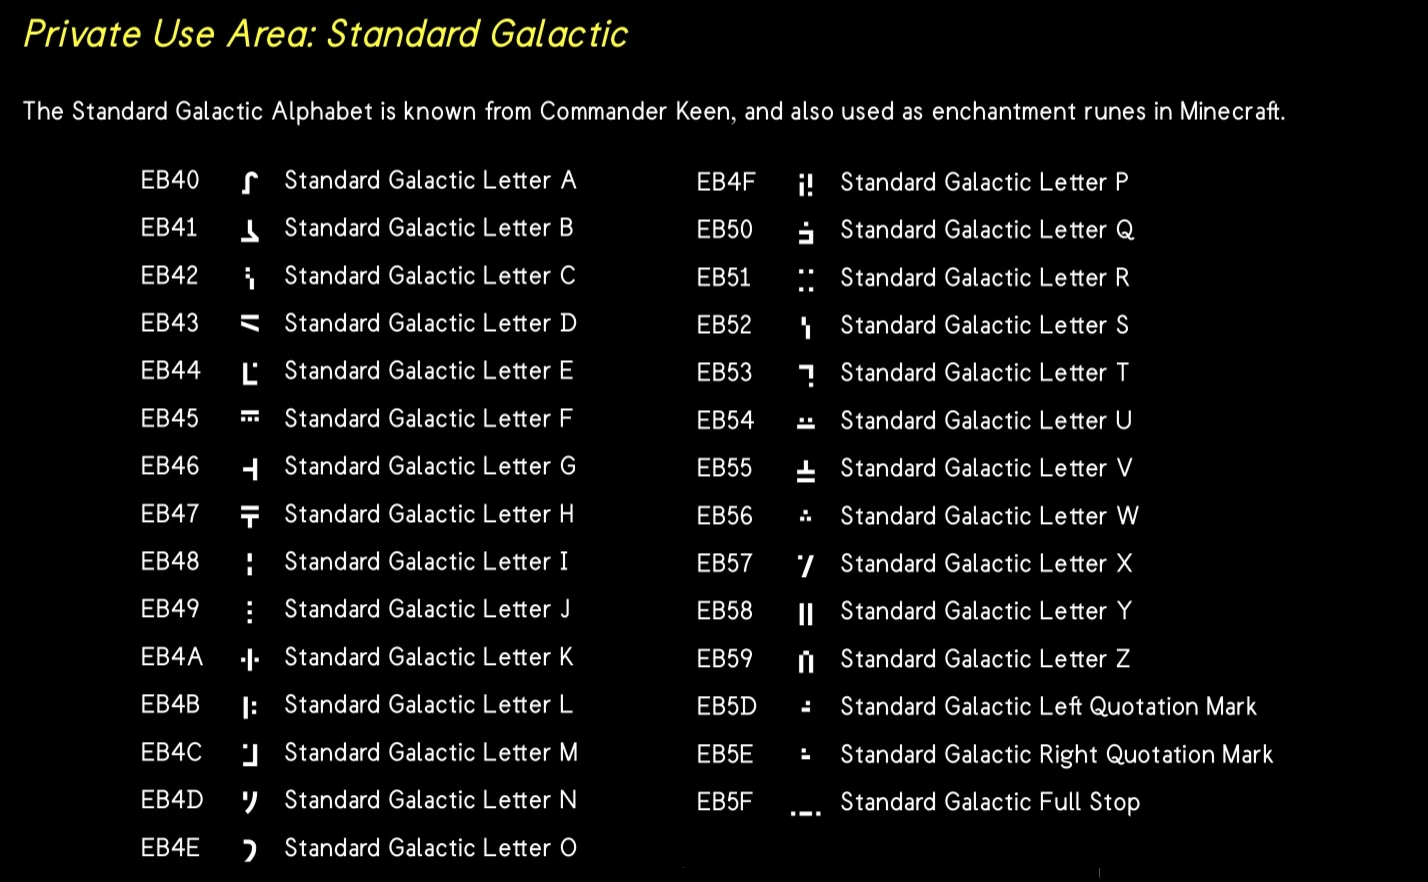 Private Use Area: Standard Galactic
The Standard Galactic Alphabet is known from Commander Keen, and also used as enchantment runes in Minecraft.
EB40 ᔑ Standard Galactic Letter A
EB41 ʖ Standard Galactic Letter B
EB42 ᓵ Standard Galactic Letter C
EB43 ↸ Standard Galactic Letter D
EB44 ᒷ Standard Galactic Letter E
EB45 ⎓ Standard Galactic Letter F
EB46 ⊣ Standard Galactic Letter G
EB47 ⍑ Standard Galactic Letter H
EB48 ╎ Standard Galactic Letter I
EB49 ⋮ Standard Galactic Letter J
EB4A ꖌ Standard Galactic Letter K
EB4B ꖎ Standard Galactic Letter L
EB4C ᒲ Standard Galactic Letter M
EB4D リ Standard Galactic Letter N
EB4E 𝙹 Standard Galactic Letter O
EB4F !¡ Standard Galactic Letter P
EB50 ᑑ Standard Galactic Letter Q
EB51 ∷ Standard Galactic Letter R
EB52 ᓭ Standard Galactic Letter S
EB53 ℸ Standard Galactic Letter T
EB54 ⚍ Standard Galactic Letter U
EB55 ⍊ Standard Galactic Letter V
EB56 ∴ Standard Galactic Letter W
EB57 ̇/ Standard Galactic Letter X
EB58 || Standard Galactic Letter Y
EB59 ⨅ Standard Galactic Letter Z
EB5D Standard Galactic Left Quotation Mark
EB5E Standard Galactic Right Quotation Mark
EB5F Standard Galactic Full Stop